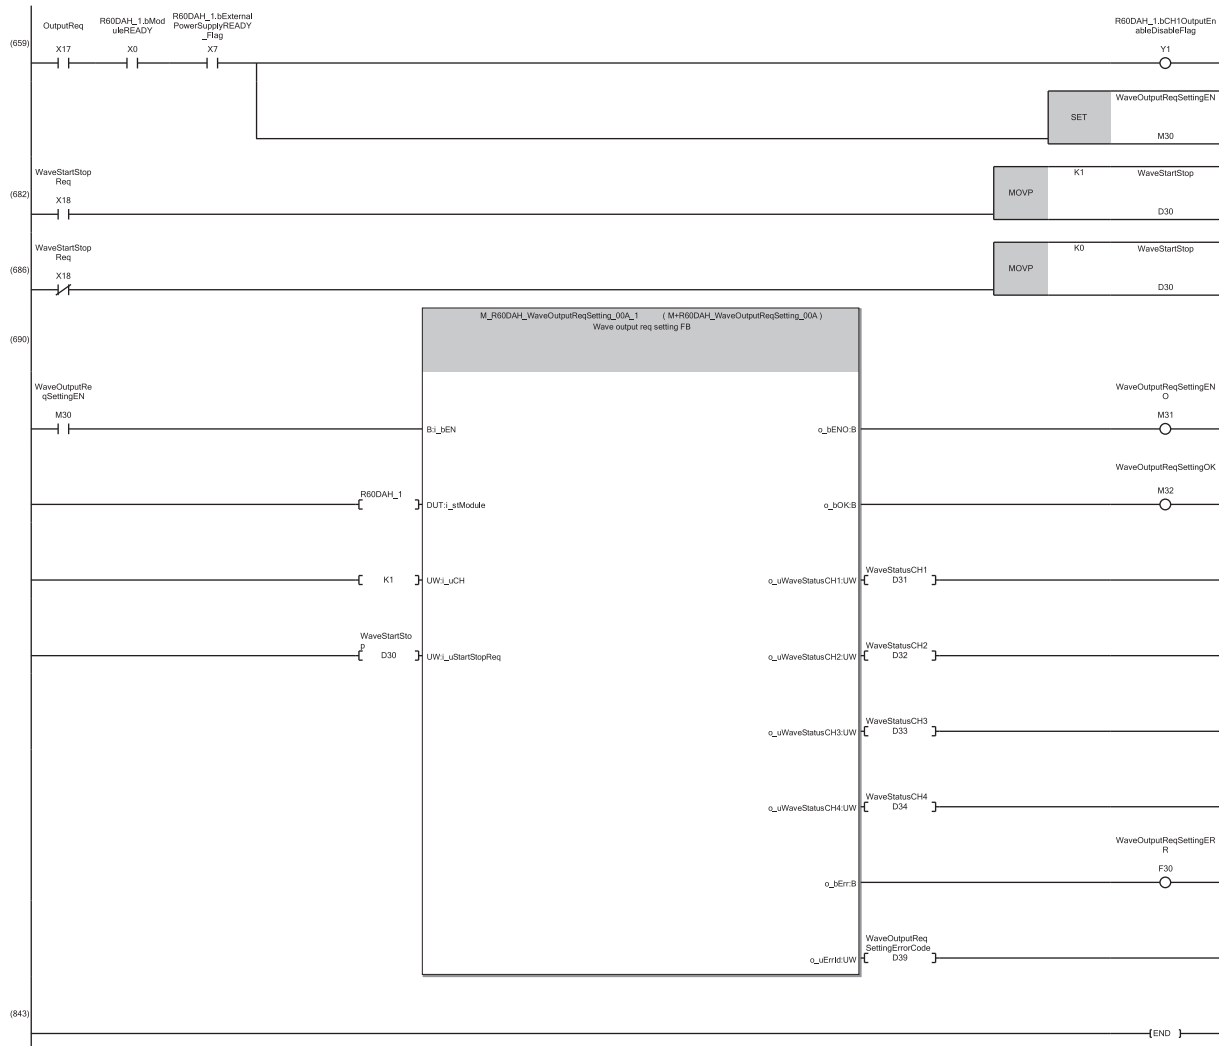 OutputReq
R60DAH_1.bMod
uleREADY
R60DAH_1.bExternal
PowerSupplyREADY
_Flag
R60DAH_1.bCH1OutputEn
ableDisableFlag
(659)
X17
X0
X7
Y1
WaveOutputReqSettingEN
SET
M30
WaveStartStop
Req
K1
WaveStartStop
(682)
X18
MOVP
D30
WaveStartStop
Req
K0
WaveStartStop
(686)
X18
MOVP
D30
M_R60DAH_WaveOutputReqSetting_00A_1 ( M+R60DAH_WaveOutputReqSetting_00A )
Wave output req setting FB
(690)
WaveOutputRe
qSettingEN
WaveOutputReqSettingEN
O
M30
M31
B:i_bEN
o_bENO:B
WaveOutputReqSettingOK
R60DAH_1
M32
DUT:i_stModule
o_bOK:B
WaveStatusCH1
K1
UW:i_uCH
o_uWaveStatusCH1:UW
D31
WaveStartSto
p
WaveStatusCH2
D30
UW:i_uStartStopReq
o_uWaveStatusCH2:UW
D32
WaveStatusCH3
o_uWaveStatusCH3:UW
D33
WaveStatusCH4
o_uWaveStatusCH4:UW
D34
WaveOutputReqSettingER
R
F30
o_bErr:B
WaveOutputReq
SettingErrorCode
o_uErrId:UW
D39
(843)
END